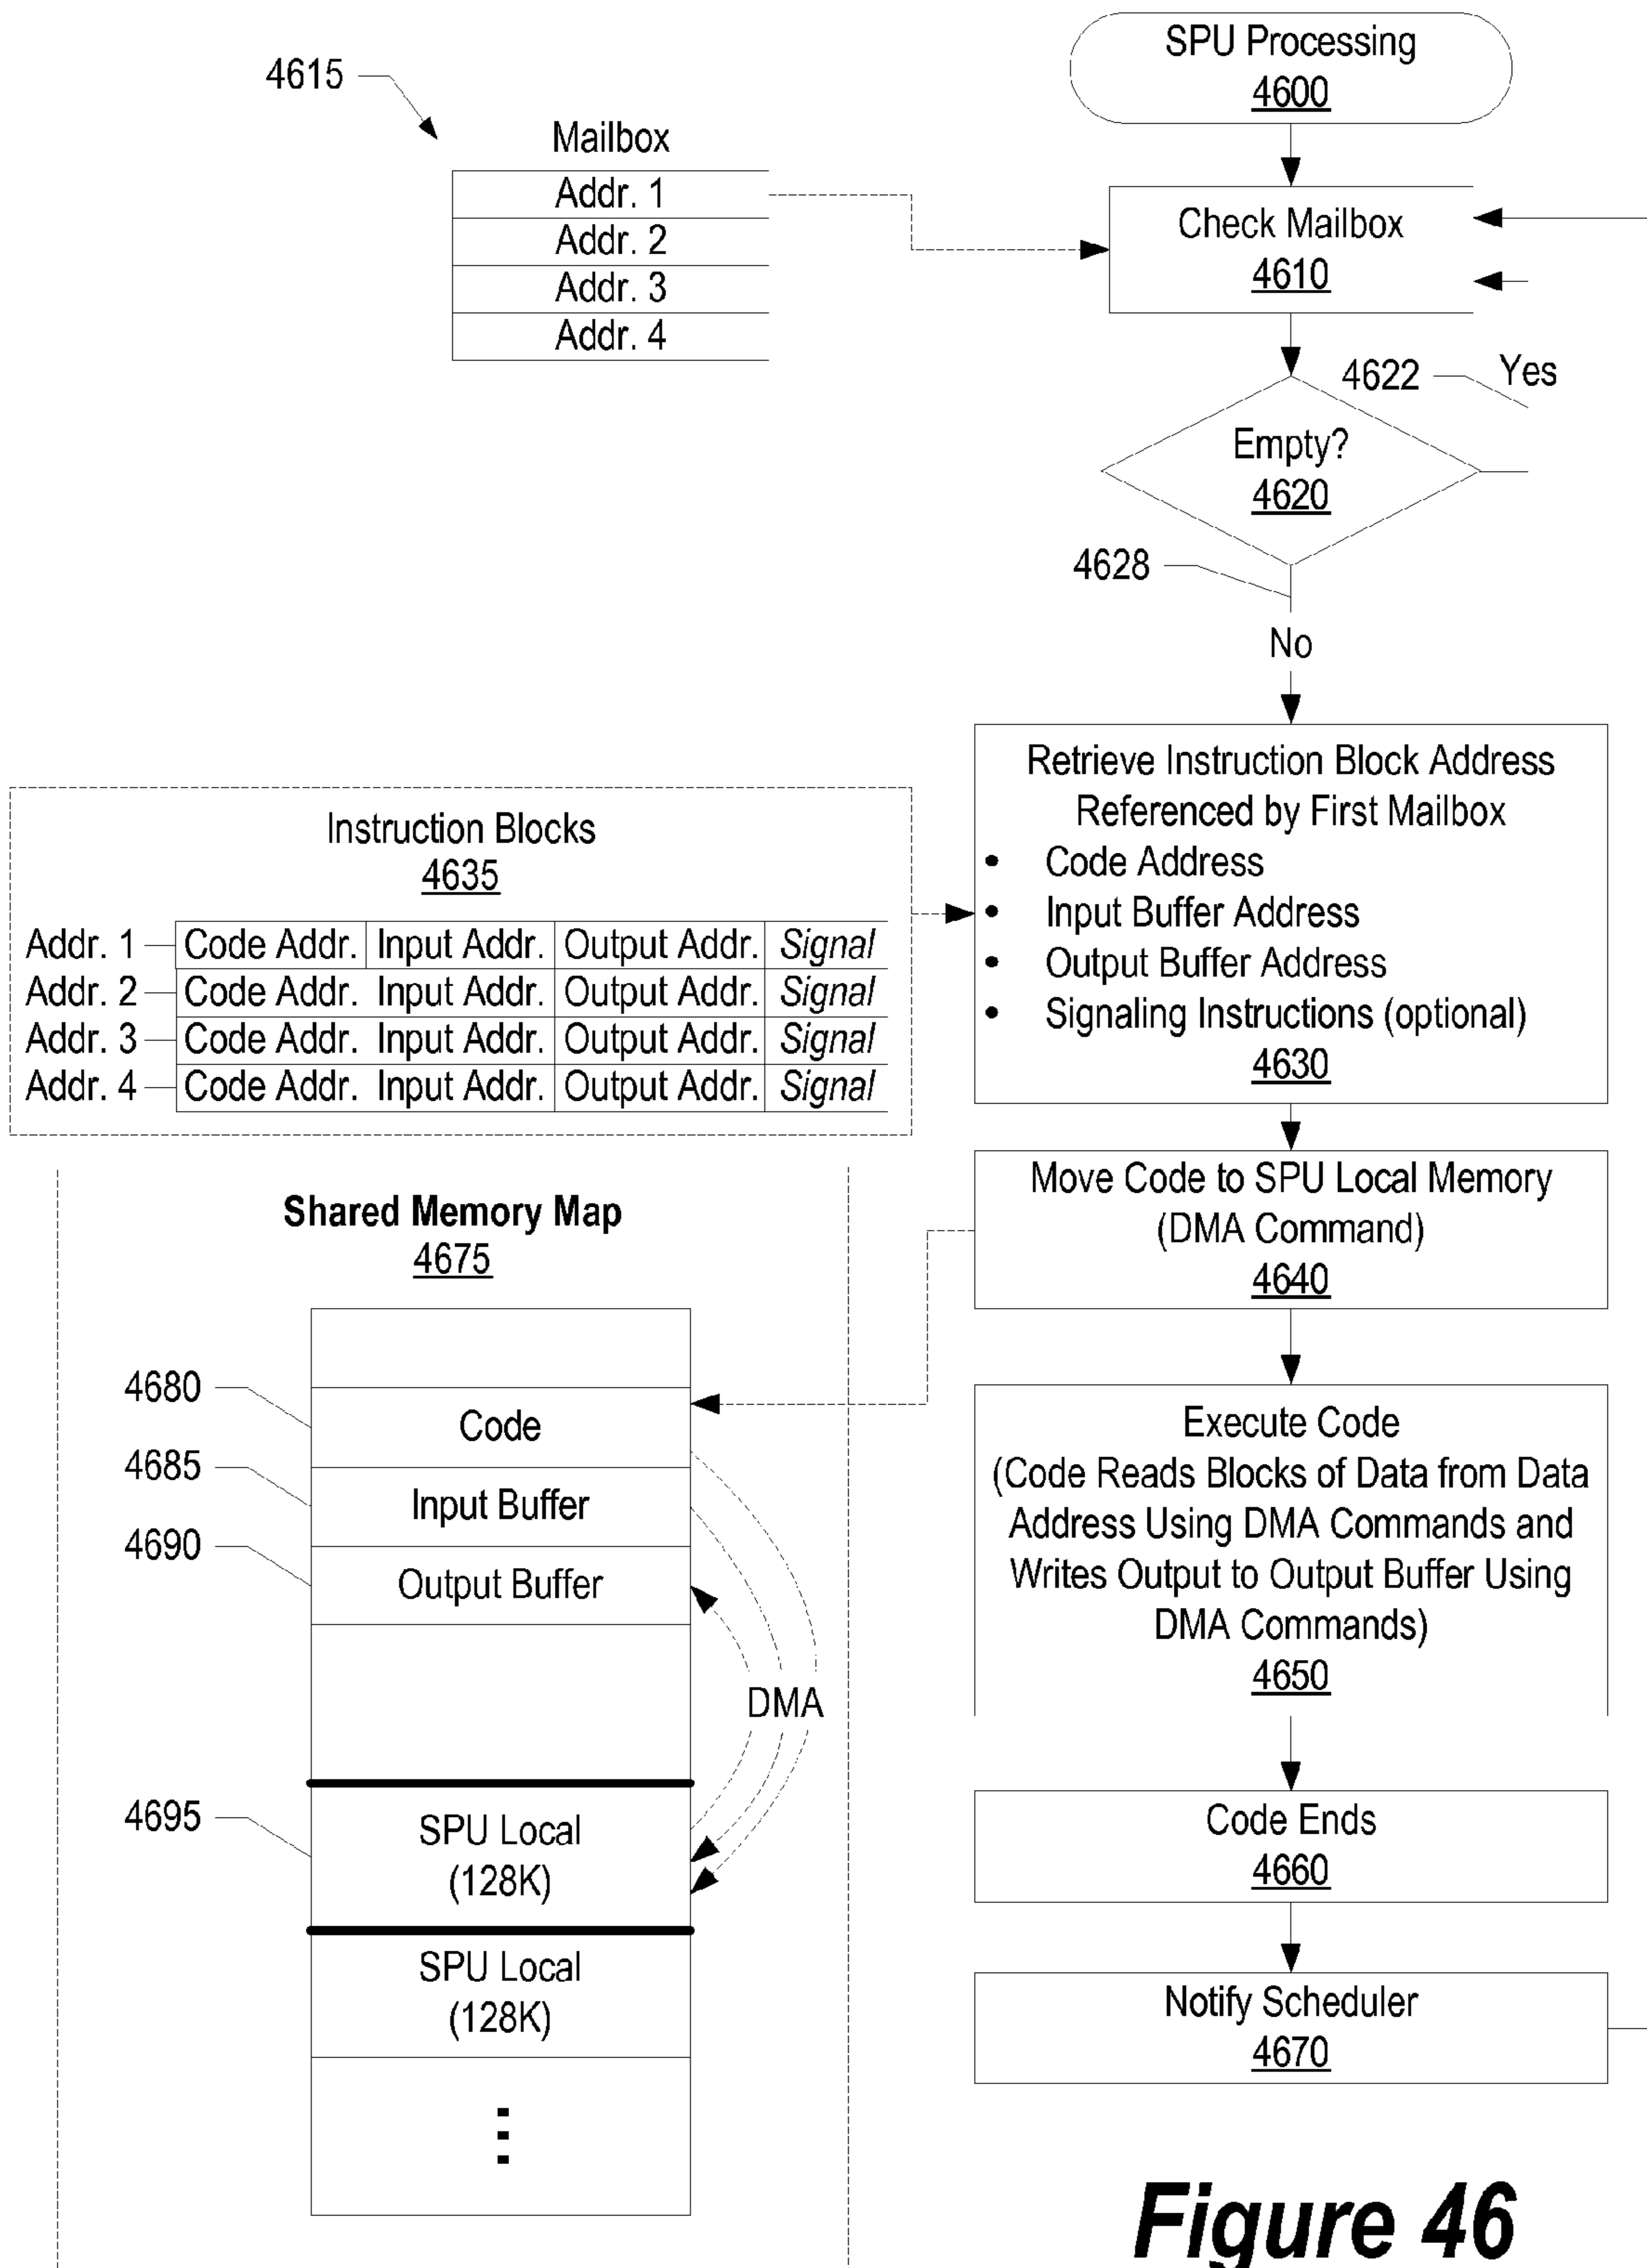 SPU Processing
4600
4615
Mailbox
Addr. 1
Addr. 2
Addr. 3
Addr. 4
Check Mailbox
4610
4622
Yes
Empty?
4620
4628
No
Retrieve Instruction Block Address
Referenced by First Mailbox
• Code Address
• Input Buffer Address
• Output Buffer Address
• Signaling Instructions (optional)
4630
Instruction Blocks
4635
Addr. 1 Code Addr. Input Addr. Output Addr. Signal
Addr. 2 Code Addr. Input Addr. Output Addr. Signal
Addr. 3 Code Addr. Input Addr. Output Addr. Signal
Addr. 4 Code Addr. Input Addr. Output Addr. Signal
Move Code to SPU Local Memory
(DMA Command)
4640
Shared Memory Map
4675
4680
Code
4685
Input Buffer
4690
Output Buffer
DMA
4695
SPU Local
(128K)
SPU Local
(128K)
Execute Code
(Code Reads Blocks of Data from Data
Address Using DMA Commands and
Writes Output to Output Buffer Using
DMA Commands)
4650
Code Ends
4660
Notify Scheduler
4670
Figure 46